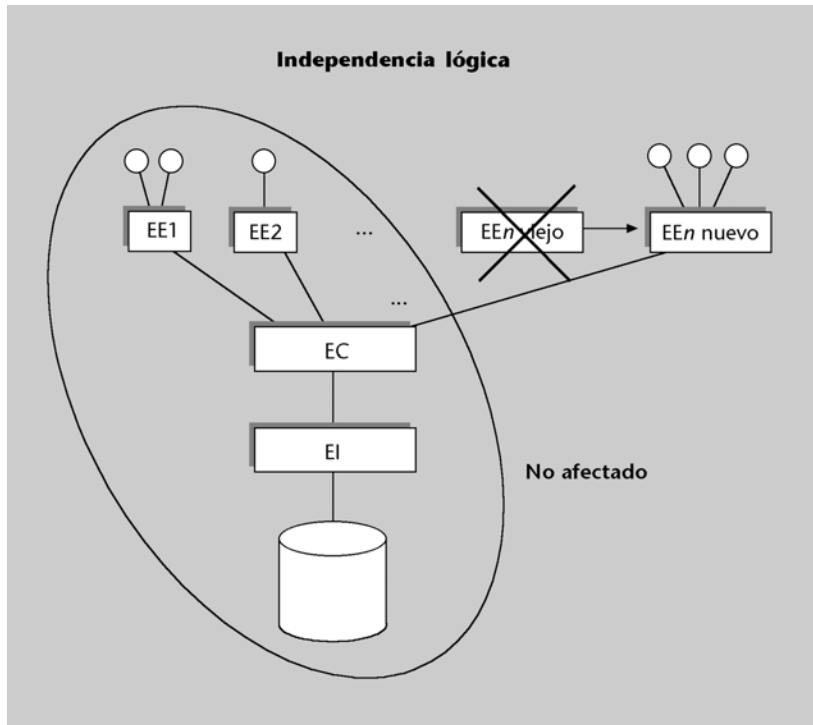 Independencia lógica
EE1
EE2
...
EEn viejo
EEn nuevo
...
EC
EI
No afectado